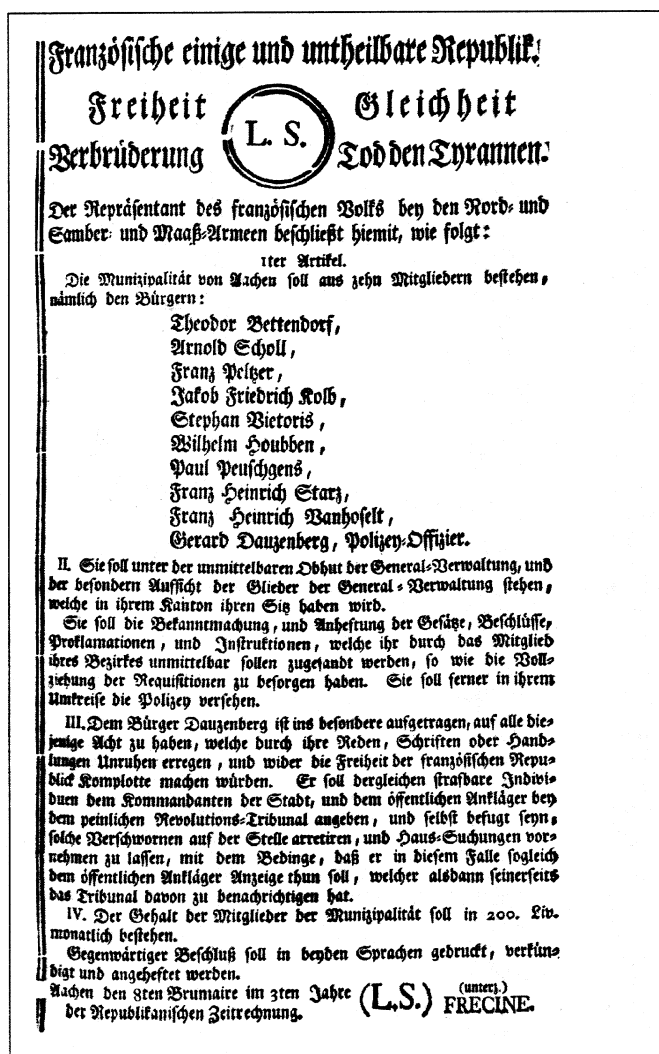 Französische einige und untheilbare Republik.
Freiheit L. S. Gleichheit
Verbrüderung Tod den Tyrannen.
Der Repräsentant des französischen Volks bey den Nord- und
Samber- und Maaß-Armeen beschließt hiemit, wie folgt:
1ter Artikel.
Die Munizipalität von Aachen soll aus zehn Mitgliedern bestehen,
nämlich den Bürgern:
Theodor Bettendorf,
Arnold Scholl,
Franz Peltzer,
Jakob Friedrich Kolb,
Stephan Vietoris,
Wilhelm Houbben,
Paul Peuschgens,
Franz Heinrich Starz,
Franz Heinrich Vanhoselt,
Gerard Dauzenberg, Polizey-Offizier.
II. Sie soll unter der unmittelbaren Obhut der General-Verwaltung, und
der besondern Aufsicht der Glieder der General-Verwaltung stehen,
welche in ihrem Kanton ihren Sitz haben wird.
Sie soll die Bekanntmachung, und Anheftung der Gesätze, Beschlüsse,
Proklamationen, und Instruktionen, welche ihr durch das Mitglied
ihres Bezirkes unmittelbar sollen zugesandt werden, so wie die Voll-
ziehung der Requisitionen zu besorgen haben. Sie soll ferner in ihrem
Umkreise die Polizey versehen.
III. Dem Bürger Dauzenberg ist ins besondere aufgetragen, auf alle die-
jenige Acht zu haben, welche durch ihre Reden, Schriften oder Hand-
lungen Unruhen erregen, und wider die Freiheit der französischen Repu-
blick Komplotte machen würden. Er soll dergleichen strafbare Indivi-
duen dem Kommandanten der Stadt, und dem öffentlichen Ankläger bey
dem peinlichen Revolutions-Tribunal angeben, und selbst befugt seyn,
solche Verschwornen auf der Stelle arretiren, und Haus-Suchungen vor-
nehmen zu lassen, mit dem Bedinge, daß er in diesem Falle sogleich
dem öffentlichen Ankläger Anzeige thun soll, welcher alsdann seinerseits
das Tribunal davon zu benachrichtigen hat.
IV. Der Gehalt der Mitglieder der Munizipalität soll in 200. Liv.
monatlich bestehen.
Gegenwärtiger Beschluß soll in beyden Sprachen gedruckt, verkün-
digt und angeheftet werden.
Aachen den 8ten Brumaire im 3ten Jahre (L.S.) (unterz.)
der Republikanischen Zeitrechnung. FRECINE.